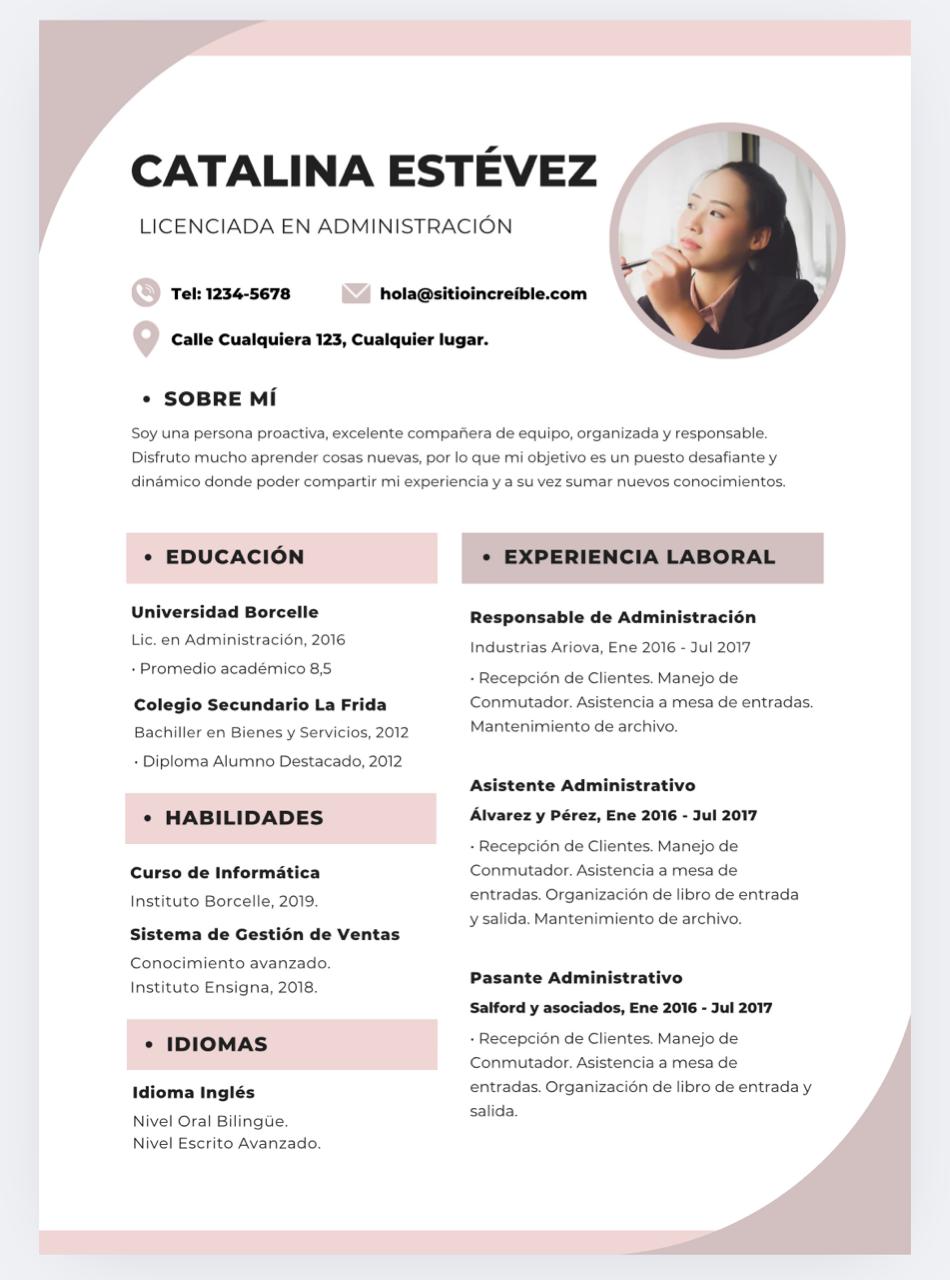 CATALINA ESTÉVEZ
LICENCIADA EN ADMINISTRACIÓN
Tel: 1234-5678
hola@sitioincreíble.com
Calle Cualquiera 123, Cualquier lugar.
• SOBRE MÍ
Soy una persona proactiva, excelente compañera de equipo, organizada y responsable.
Disfruto mucho aprender cosas nuevas, por lo que mi objetivo es un puesto desafiante y
dinámico donde poder compartir mi experiencia y a su vez sumar nuevos conocimientos.
• EDUCACIÓN
Universidad Borcelle
Lic. en Administración, 2016
• Promedio académico 8,5
Colegio Secundario La Frida
Bachiller en Bienes y Servicios, 2012
• Diploma Alumno Destacado, 2012
• HABILIDADES
Curso de Informática
Instituto Borcelle, 2019.
Sistema de Gestión de Ventas
Conocimiento avanzado.
Instituto Ensigna, 2018.
• IDIOMAS
Idioma Inglés
Nivel Oral Bilingüe.
Nivel Escrito Avanzado.
• EXPERIENCIA LABORAL
Responsable de Administración
Industrias Ariova, Ene 2016 - Jul 2017
• Recepción de Clientes. Manejo de
Conmutador. Asistencia a mesa de entradas.
Mantenimiento de archivo.
Asistente Administrativo
Álvarez y Pérez, Ene 2016 - Jul 2017
• Recepción de Clientes. Manejo de
Conmutador. Asistencia a mesa de
entradas. Organización de libro de entrada
y salida. Mantenimiento de archivo.
Pasante Administrativo
Salford y asociados, Ene 2016 - Jul 2017
• Recepción de Clientes. Manejo de
Conmutador. Asistencia a mesa de
entradas. Organización de libro de entrada y
salida.